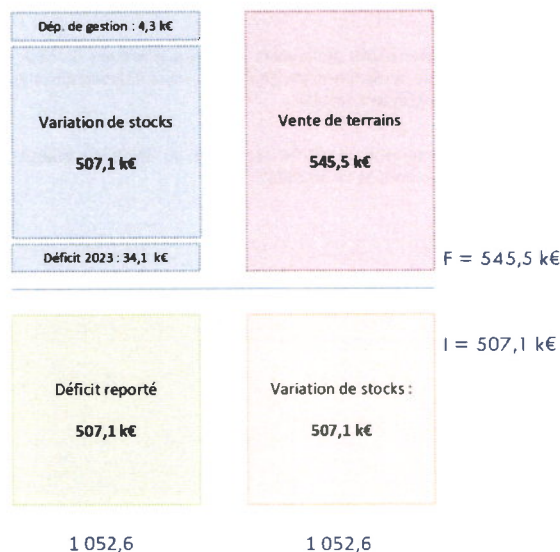 Dép. de gestion : 4,3 k€
Variation de stocks
507,1 k€
Déficit 2023 : 34,1 k€
Vente de terrains
545,5 k€
F = 545,5 k€
I = 507,1 k€
Déficit reporté
507,1 k€
Variation de stocks :
507,1 k€
1 052,6
1 052,6